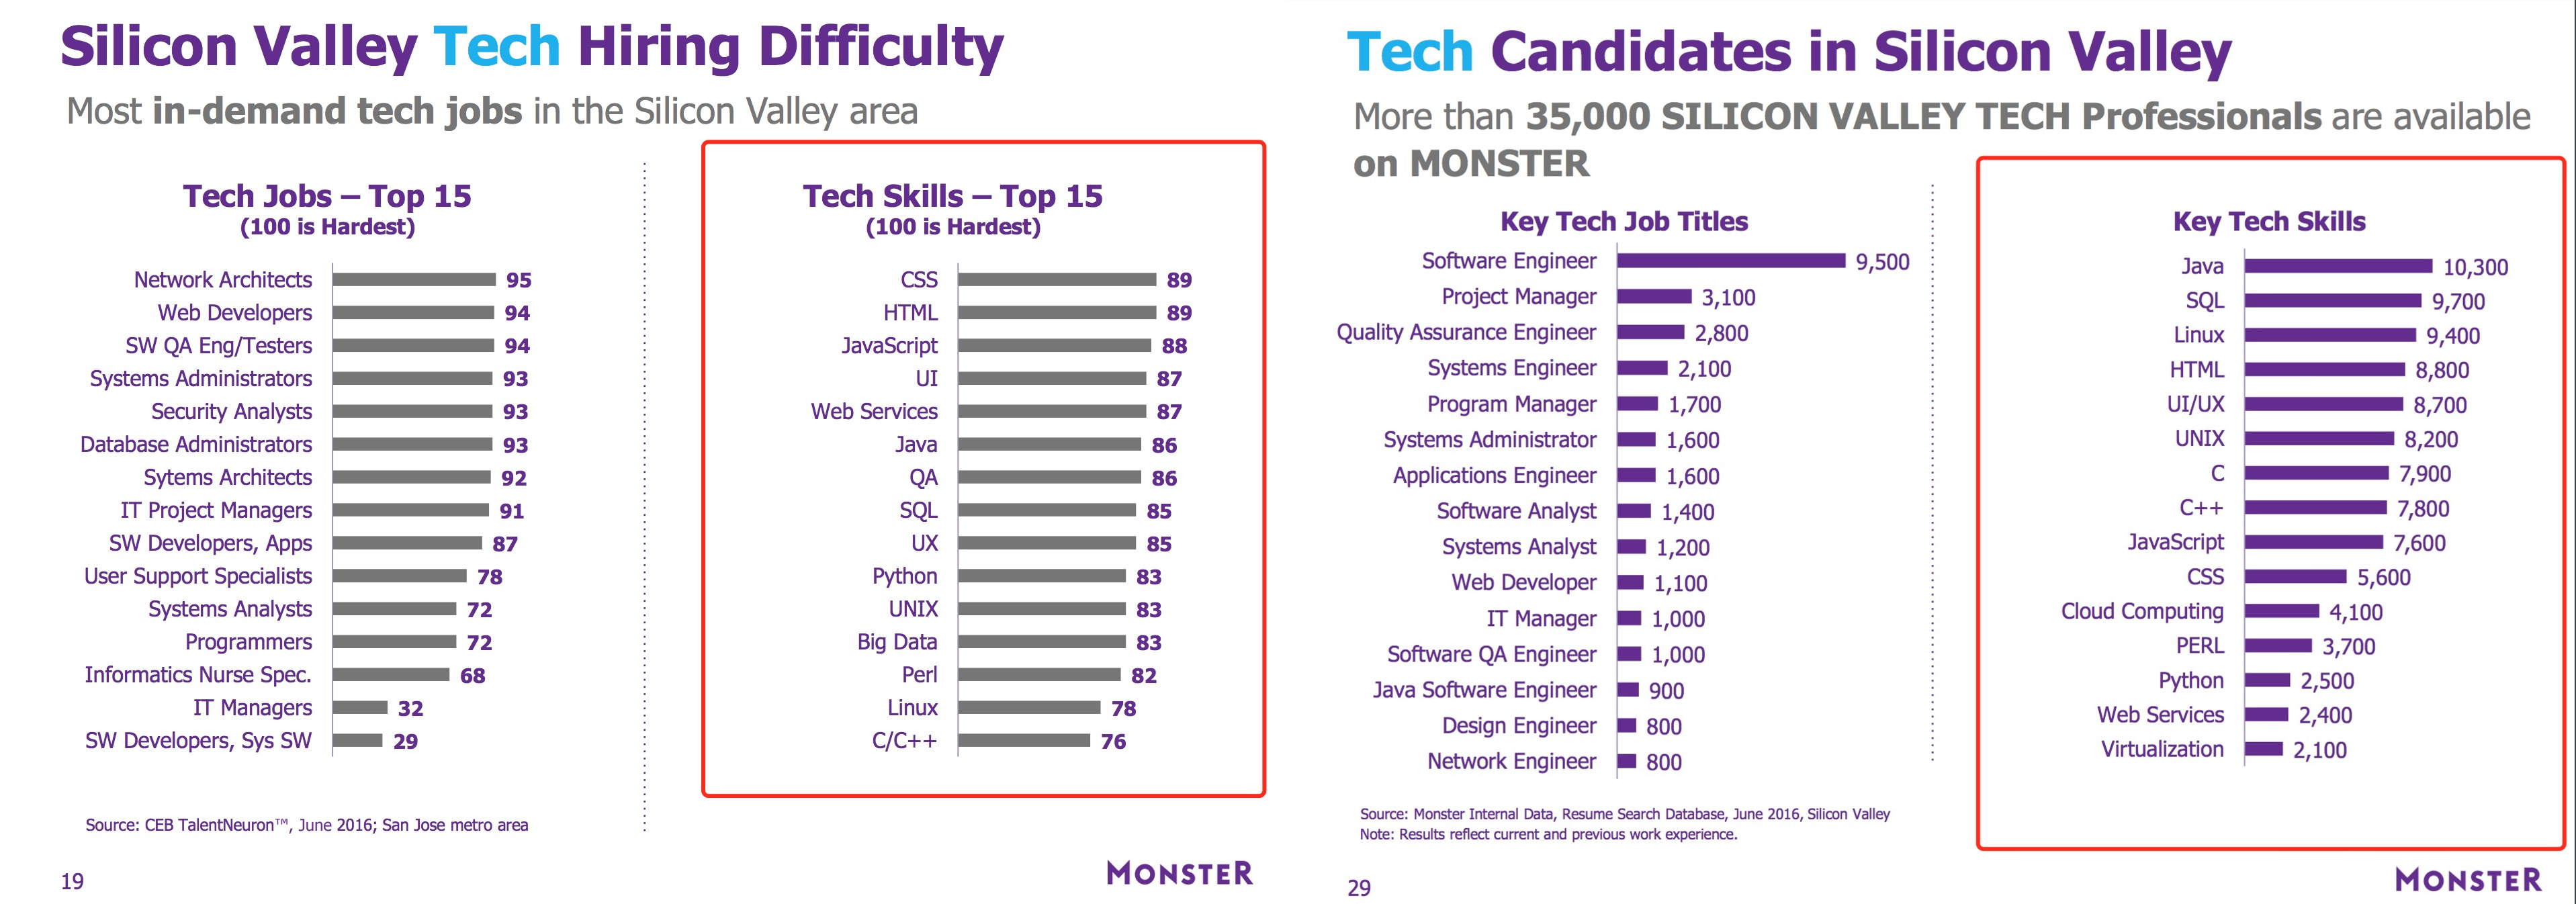 Silicon Valley Tech Hiring Difficulty
Most in-demand tech jobs in the Silicon Valley area
Tech Jobs – Top 15
(100 is Hardest)
Network Architects 95
Web Developers 94
SW QA Eng/Testers 94
Systems Administrators 93
Security Analysts 93
Database Administrators 93
Sytems Architects 92
IT Project Managers 91
SW Developers, Apps 87
User Support Specialists 78
Systems Analysts 72
Programmers 72
Informatics Nurse Spec. 68
IT Managers 32
SW Developers, Sys SW 29
Tech Skills – Top 15
(100 is Hardest)
CSS 89
HTML 89
JavaScript 88
UI 87
Web Services 87
Java 86
QA 86
SQL 85
UX 85
Python 83
UNIX 83
Big Data 83
Perl 82
Linux 78
C/C++ 76
Source: CEB TalentNeuron™, June 2016; San Jose metro area
19
MONSTER
Tech Candidates in Silicon Valley
More than 35,000 SILICON VALLEY TECH Professionals are available
on MONSTER
Key Tech Job Titles
Software Engineer 9,500
Project Manager 3,100
Quality Assurance Engineer 2,800
Systems Engineer 2,100
Program Manager 1,700
Systems Administrator 1,600
Applications Engineer 1,600
Software Analyst 1,400
Systems Analyst 1,200
Web Developer 1,100
IT Manager 1,000
Software QA Engineer 1,000
Java Software Engineer 900
Design Engineer 800
Network Engineer 800
Key Tech Skills
Java 10,300
SQL 9,700
Linux 9,400
HTML 8,800
UI/UX 8,700
UNIX 8,200
C 7,900
C++ 7,800
JavaScript 7,600
CSS 5,600
Cloud Computing 4,100
PERL 3,700
Python 2,500
Web Services 2,400
Virtualization 2,100
Source: Monster Internal Data, Resume Search Database, June 2016, Silicon Valley
Note: Results reflect current and previous work experience.
29
MONSTER